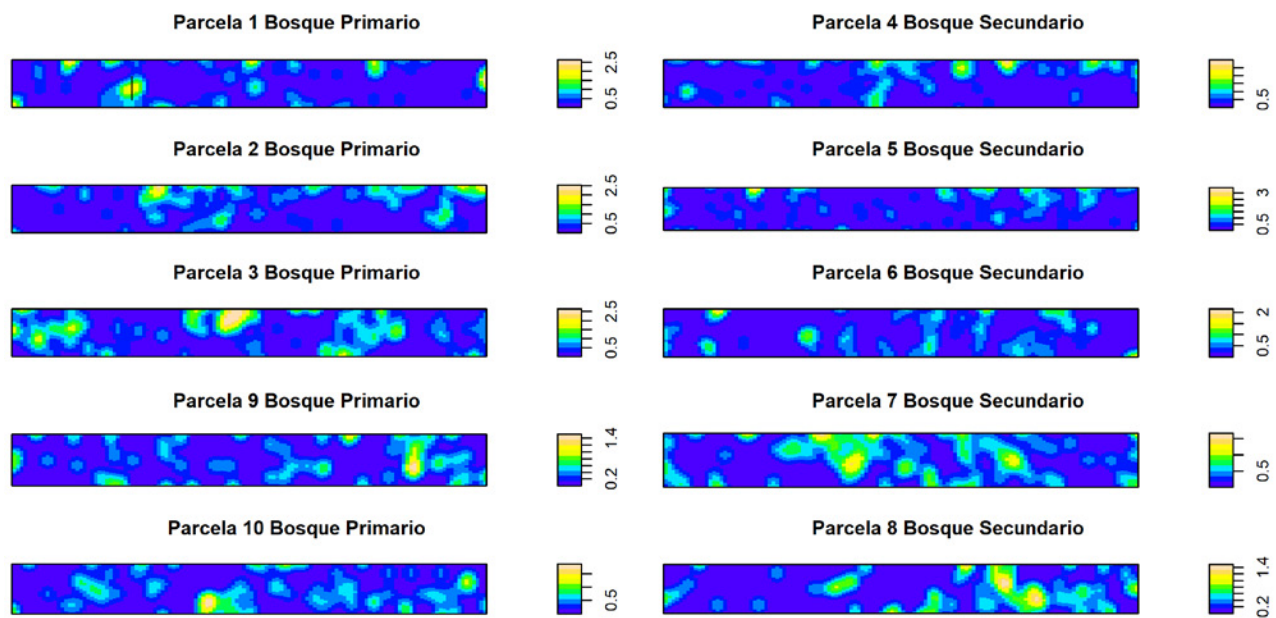 Parcela 1 Bosque Primario
2.5
0.5
Parcela 4 Bosque Secundario
0.5
Parcela 2 Bosque Primario
2.5
0.5
Parcela 5 Bosque Secundario
3
0.5
Parcela 3 Bosque Primario
2.5
0.5
Parcela 6 Bosque Secundario
2
0.5
Parcela 9 Bosque Primario
1.4
0.2
Parcela 7 Bosque Secundario
0.5
Parcela 10 Bosque Primario
0.5
Parcela 8 Bosque Secundario
1.4
0.2